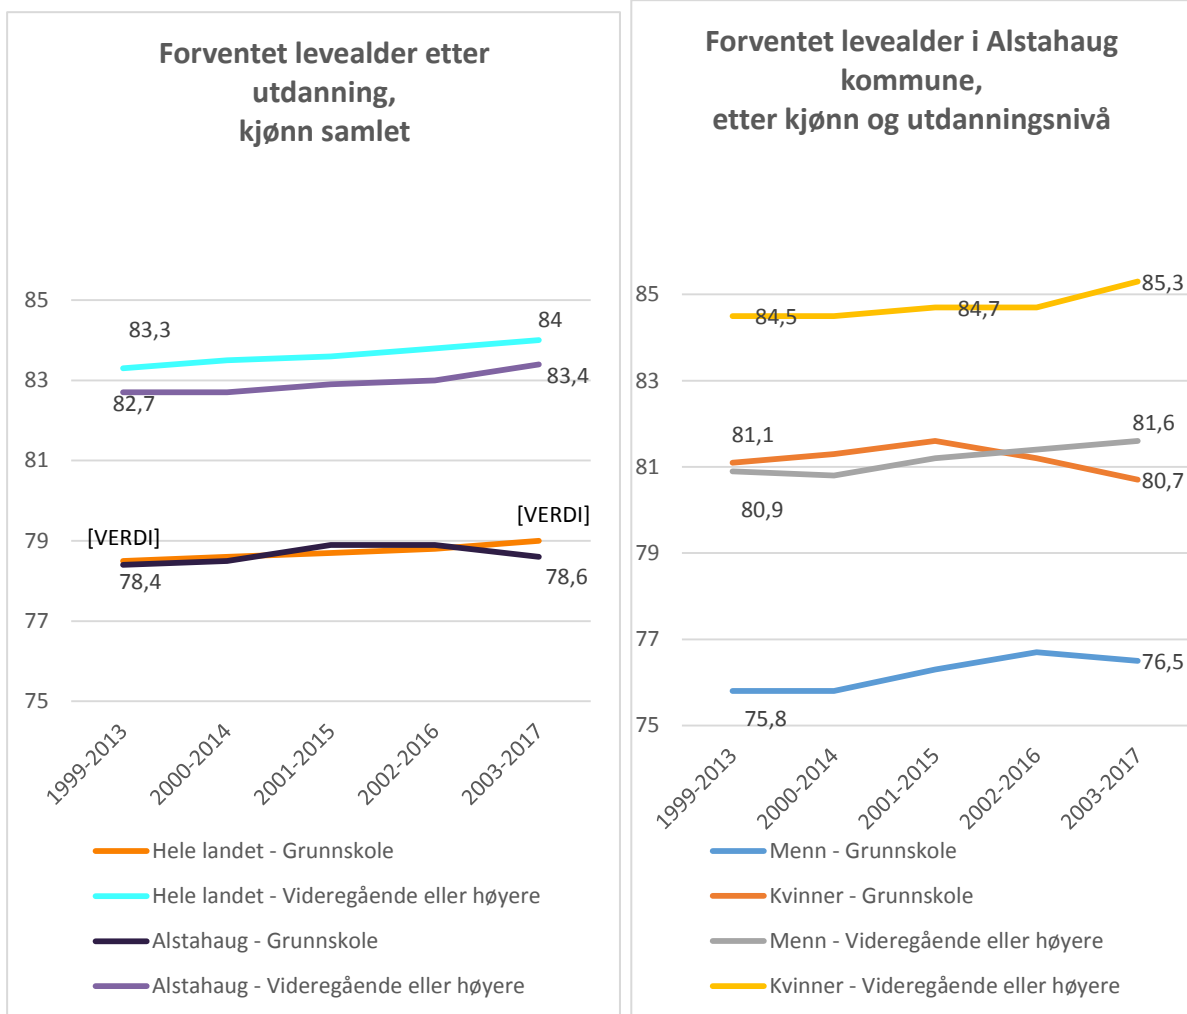 Forventet levealder etter
utdanning,
kjønn samlet
85
83
81
79
77
75
83,3
84
82,7
83,4
[VERDI]
[VERDI]
78,4
78,6
1999-2013
2000-2014
2001-2015
2002-2016
2003-2017
Hele landet - Grunnskole
Hele landet - Videregående eller høyere
Alstahaug - Grunnskole
Alstahaug - Videregående eller høyere
Forventet levealder i Alstahaug
kommune,
etter kjønn og utdanningsnivå
85
83
81
79
77
75
84,5
84,7
85,3
81,1
81,6
80,9
80,7
75,8
76,5
1999-2013
2000-2014
2001-2015
2002-2016
2003-2017
Menn - Grunnskole
Kvinner - Grunnskole
Menn - Videregående eller høyere
Kvinner - Videregående eller høyere